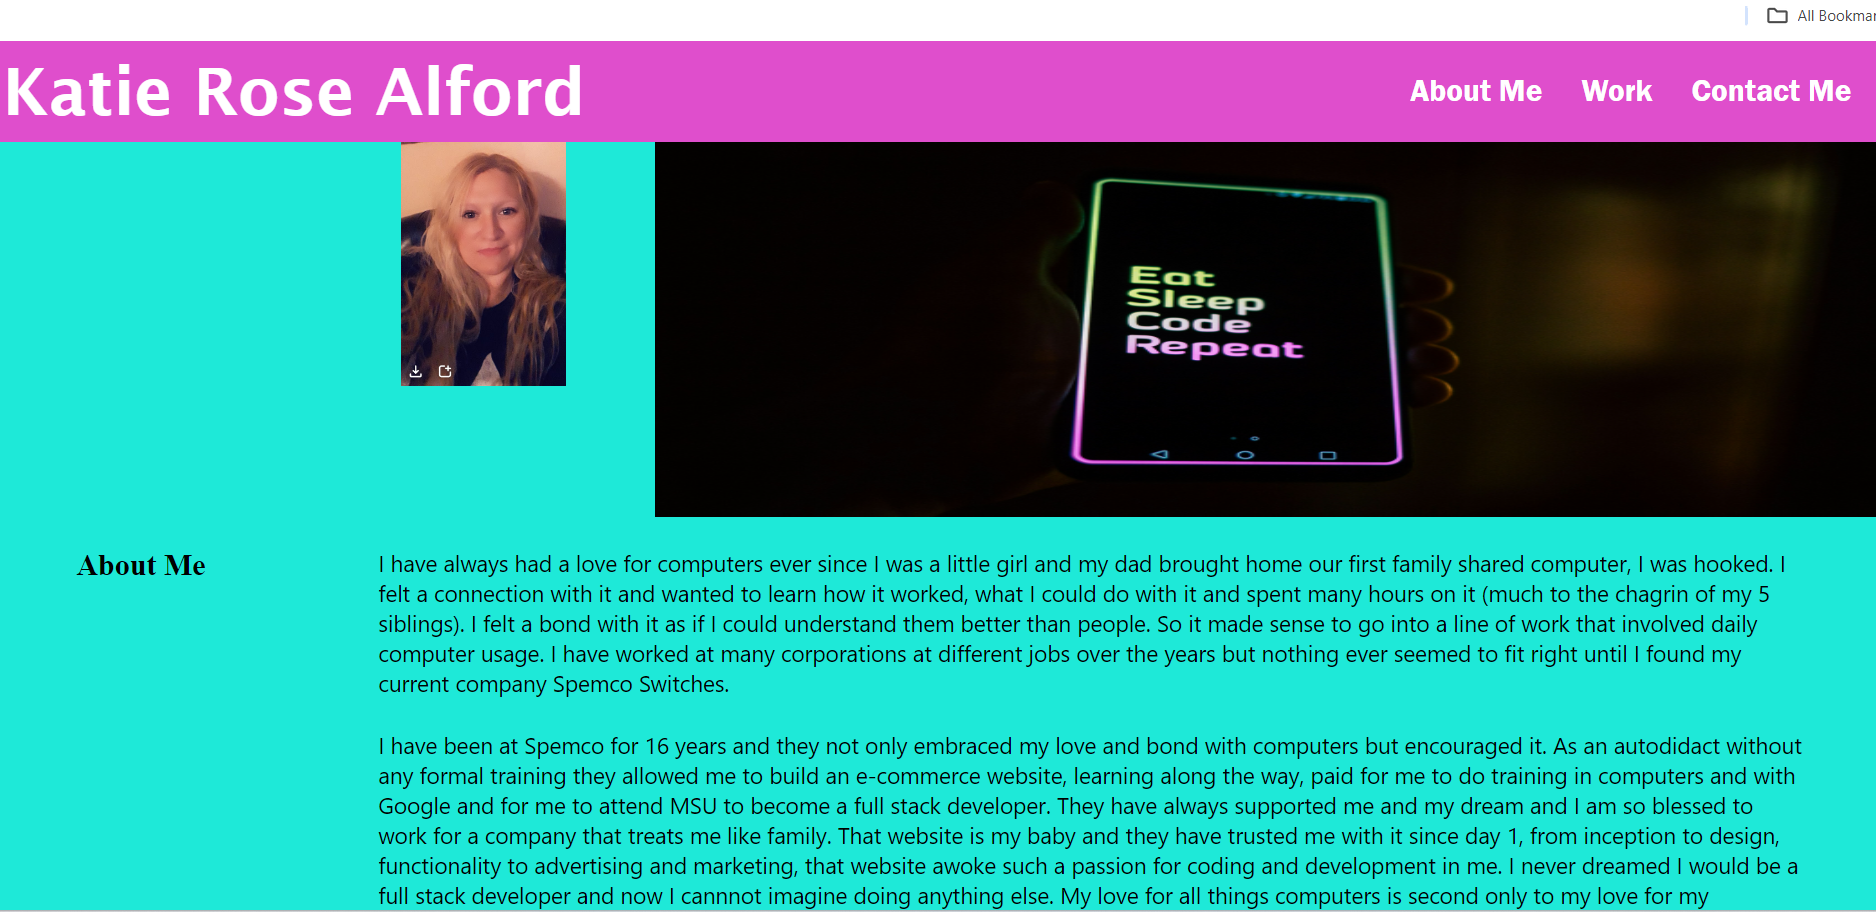 All Bookmar
Katie Rose Alford
About Me Work Contact Me
Eat
Sleep
Code
Repeat
About Me
I have always had a love for computers ever since I was a little girl and my dad brought home our first family shared computer, I was hooked. I
felt a connection with it and wanted to learn how it worked, what I could do with it and spent many hours on it (much to the chagrin of my 5
siblings). I felt a bond with it as if I could understand them better than people. So it made sense to go into a line of work that involved daily
computer usage. I have worked at many corporations at different jobs over the years but nothing ever seemed to fit right until I found my
current company Spemco Switches.
I have been at Spemco for 16 years and they not only embraced my love and bond with computers but encouraged it. As an autodidact without
any formal training they allowed me to build an e-commerce website, learning along the way, paid for me to do training in computers and with
Google and for me to attend MSU to become a full stack developer. They have always supported me and my dream and I am so blessed to
work for a company that treats me like family. That website is my baby and they have trusted me with it since day 1, from inception to design,
functionality to advertising and marketing, that website awoke such a passion for coding and development in me. I never dreamed I would be a
full stack developer and now I cannnot imagine doing anything else. My love for all things computers is second only to my love for my